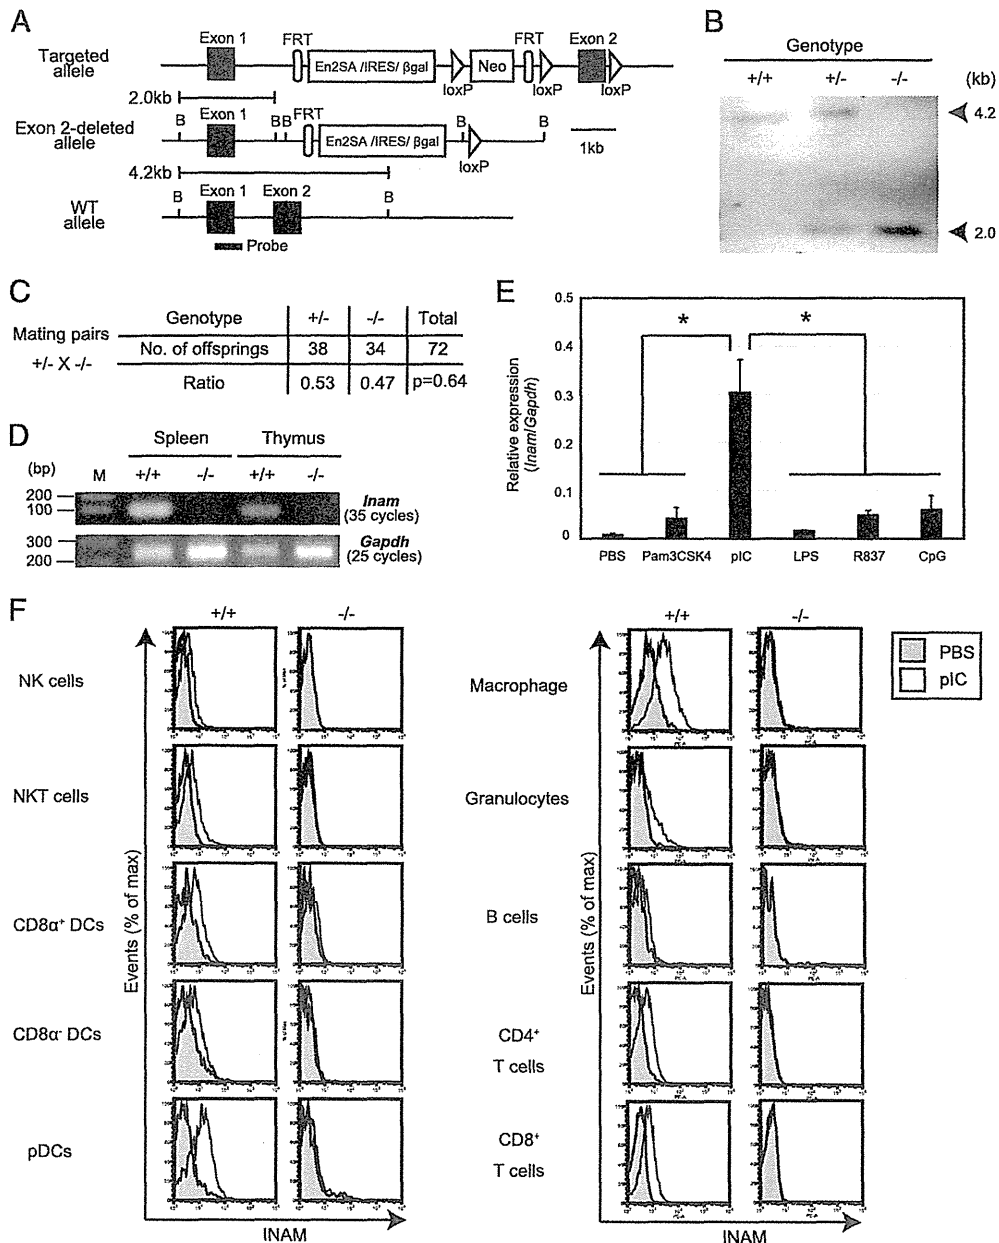 A
Targeted allele
Exon 1
FRT
En2SA /IRES/ βgal
loxP
Neo
FRT
loxP
Exon 2
loxP
2.0kb
Exon 2-deleted allele
B
Exon 1
B B
FRT
En2SA /IRES/ βgal
B
loxP
B
1kb
4.2kb
WT allele
B
Exon 1
Exon 2
B
Probe
B
Genotype
+/+ +/- -/- (kb)
4.2
2.0
C
Mating pairs
+/- X -/-
Genotype +/- -/- Total
No. of offsprings 38 34 72
Ratio 0.53 0.47 p=0.64
D
Spleen Thymus
(bp) M +/+ -/- +/+ -/-
200
100
Inam
(35 cycles)
300
200
Gapdh
(25 cycles)
E
Relative expression
(Inam/Gapdh)
0.5
0.4
0.3
0.2
0.1
0
* *
PBS Pam3CSK4 pIC LPS R837 CpG
F
+/+ -/-
NK cells
NKT cells
CD8α+ DCs
CD8α- DCs
pDCs
Events (% of max)
INAM
+/+ -/-
Macrophage
Granulocytes
B cells
CD4+
T cells
CD8+
T cells
Events (% of max)
INAM
PBS
pIC